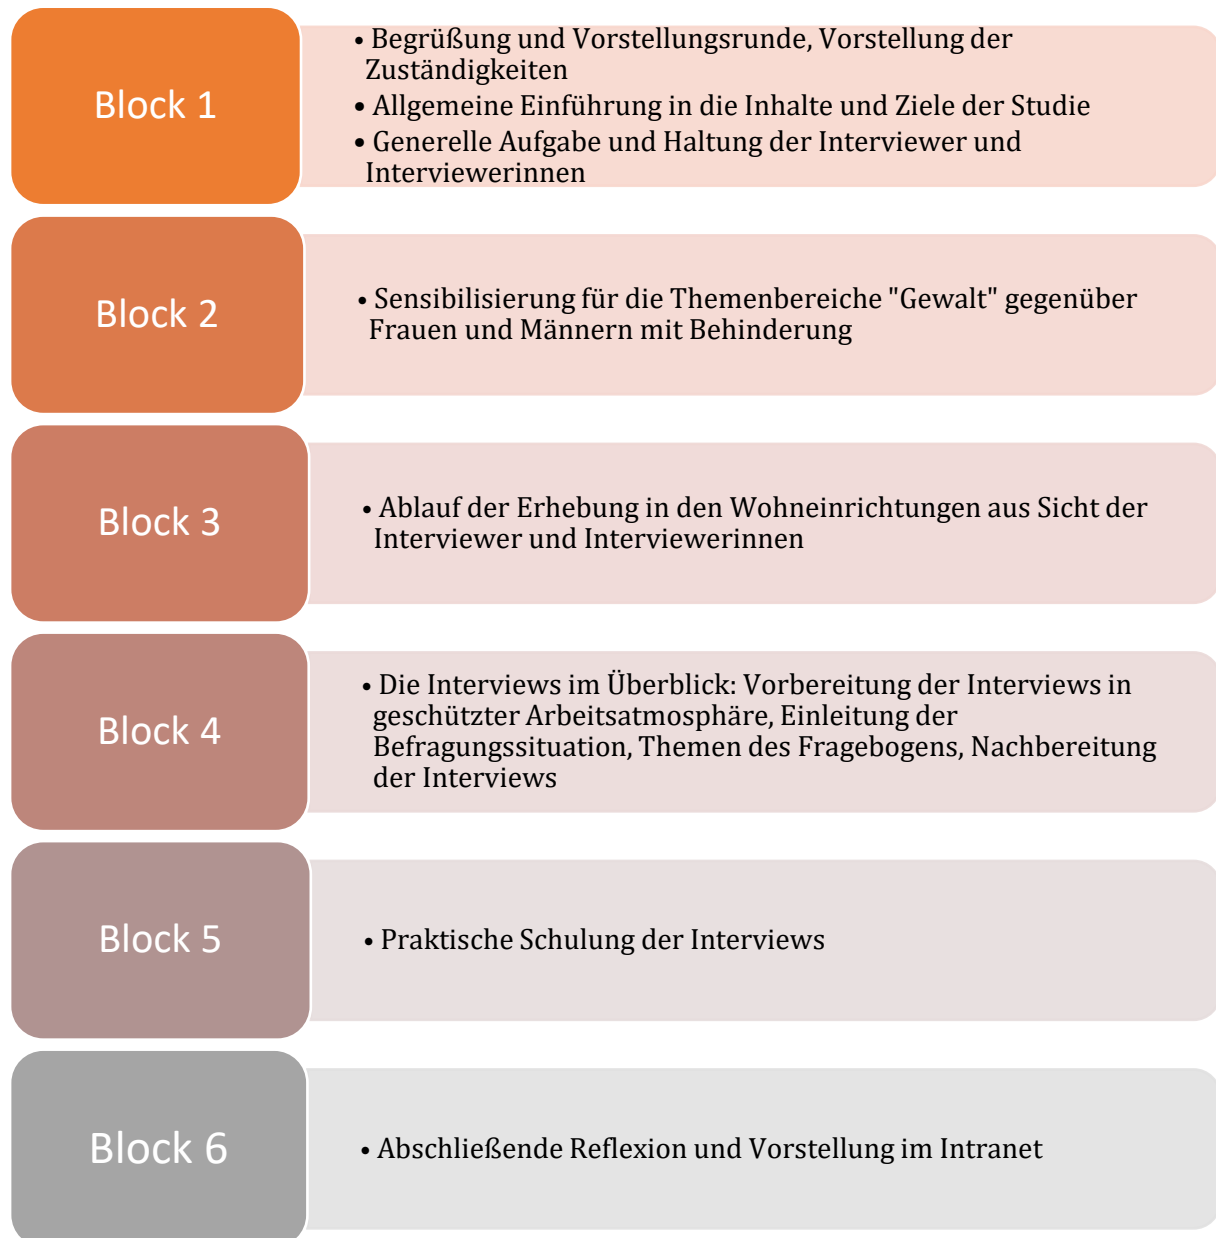 Block 1
• Begrüßung und Vorstellungsrunde, Vorstellung der
Zuständigkeiten
• Allgemeine Einführung in die Inhalte und Ziele der Studie
• Generelle Aufgabe und Haltung der Interviewer und
Interviewerinnen
Block 2
• Sensibilisierung für die Themenbereiche "Gewalt" gegenüber
Frauen und Männern mit Behinderung
Block 3
• Ablauf der Erhebung in den Wohneinrichtungen aus Sicht der
Interviewer und Interviewerinnen
Block 4
• Die Interviews im Überblick: Vorbereitung der Interviews in
geschützter Arbeitsatmosphäre, Einleitung der
Befragungssituation, Themen des Fragebogens, Nachbereitung
der Interviews
Block 5
• Praktische Schulung der Interviews
Block 6
• Abschließende Reflexion und Vorstellung im Intranet